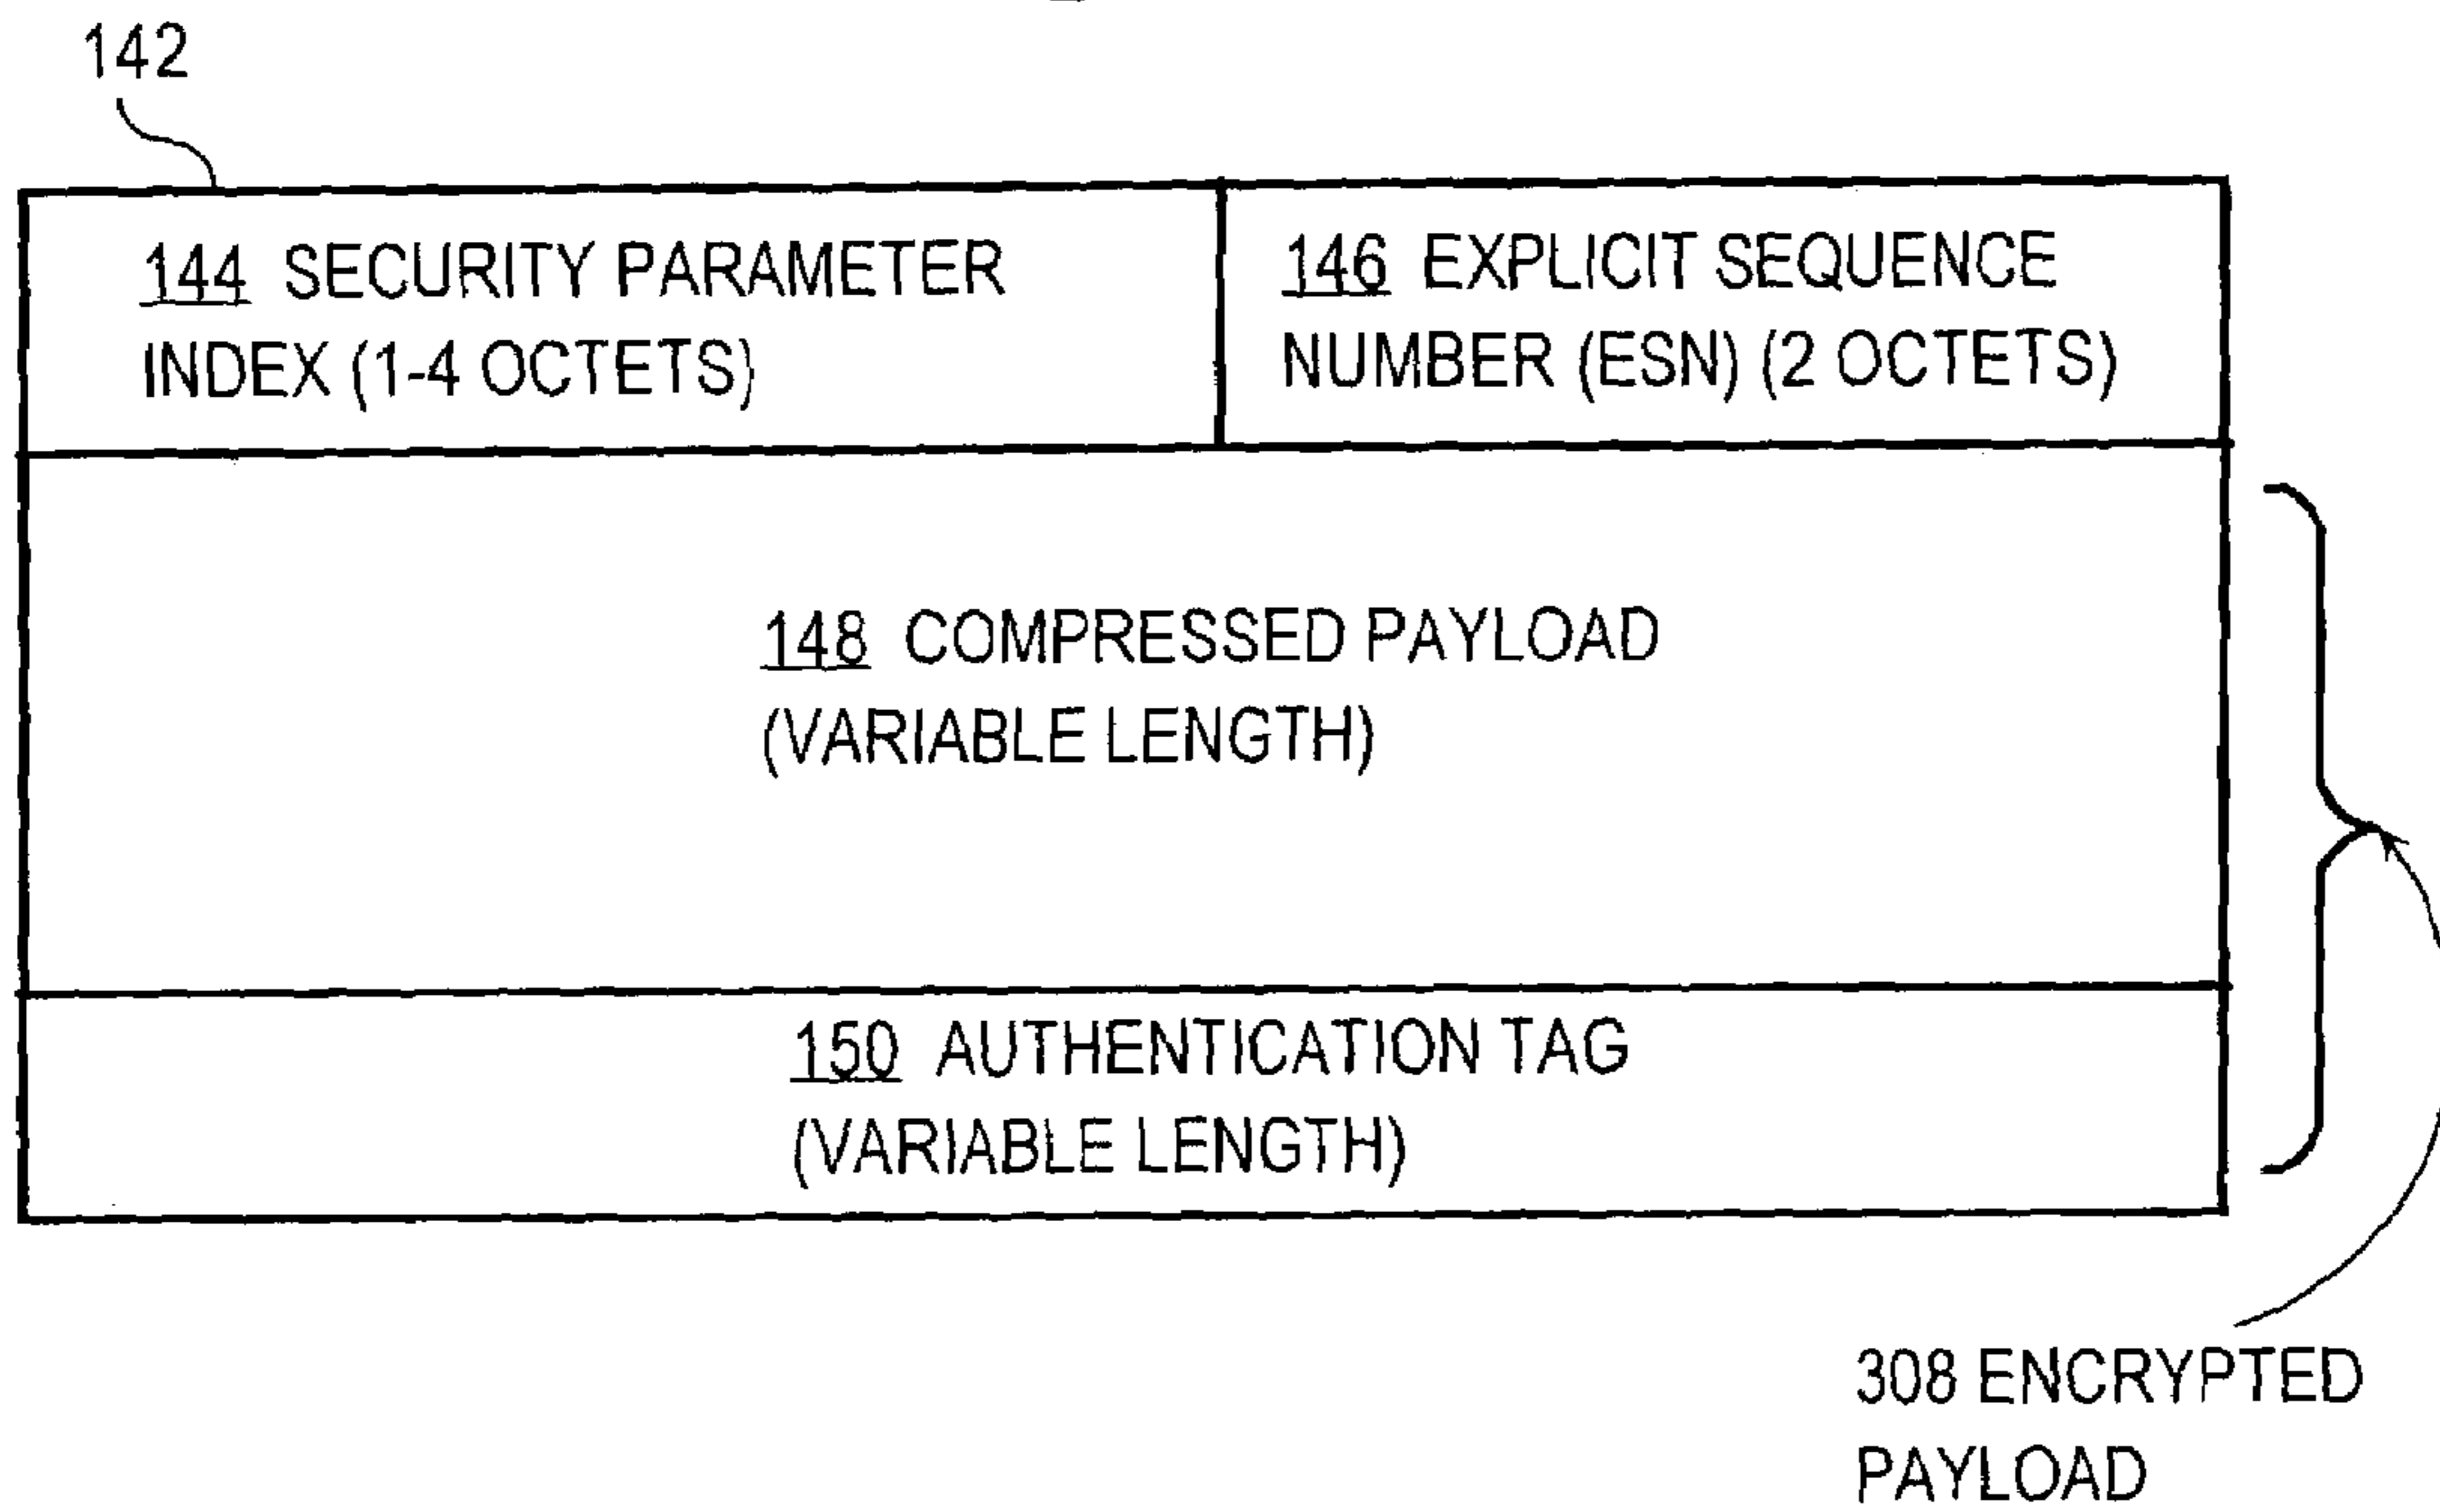 142
144 SECURITY PARAMETER
INDEX (1-4 OCTETS)
146 EXPLICIT SEQUENCE
NUMBER (ESN) (2 OCTETS)
148 COMPRESSED PAYLOAD
(VARIABLE LENGTH)
150 AUTHENTICATION TAG
(VARIABLE LENGTH)
308 ENCRYPTED
PAYLOAD